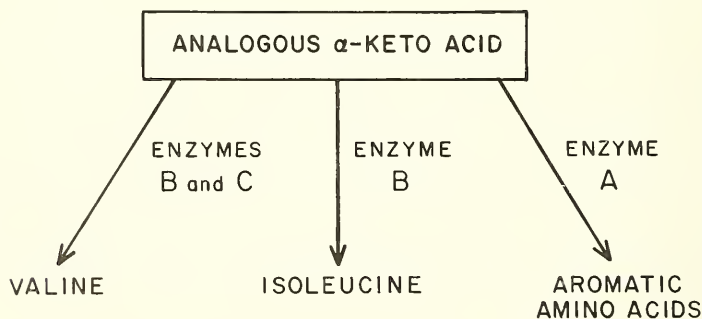 ANALOGOUS α-KETO ACID
ENZYMES
B and C
ENZYME
B
ENZYME
A
VALINE
ISOLEUCINE
AROMATIC
AMINO ACIDS